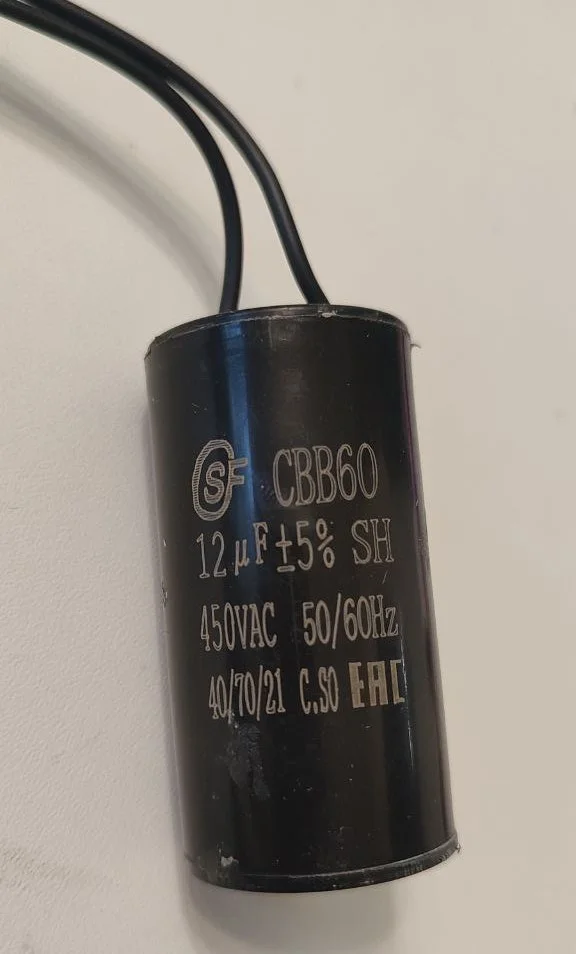 SF CBB60
12μF±5% SH
450VAC 50/60Hz
40/70/21 C.S0 EAC